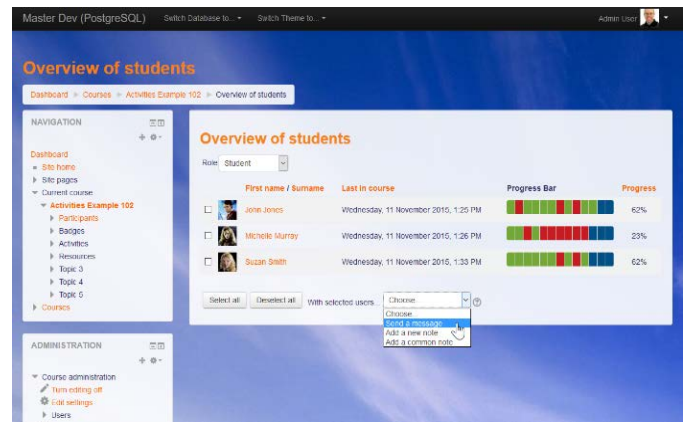 Master Dev (PostgreSQL) Switch Database to... Switch Theme to... Admin User
Overview of students
Dashboard Courses Activities Example 102 Overview of students
NAVIGATION
Dashboard
Site home
Site pages
Current course
Activities Example 102
Participants
Badges
Activities
Resources
Topic 3
Topic 4
Topic 5
Courses
ADMINISTRATION
Course administration
Turn editing off
Edit settings
Users
Overview of students
Role Student
First name / Surname Last in course Progress Bar Progress
John Jones Wednesday, 11 November 2015, 1:25 PM 62%
Michelle Murray Wednesday, 11 November 2015, 1:26 PM 23%
Suzan Smith Wednesday, 11 November 2015, 1:33 PM 62%
Select all Deselect all With selected users... Choose...
Choose...
Send a message
Add a new note
Add a common note